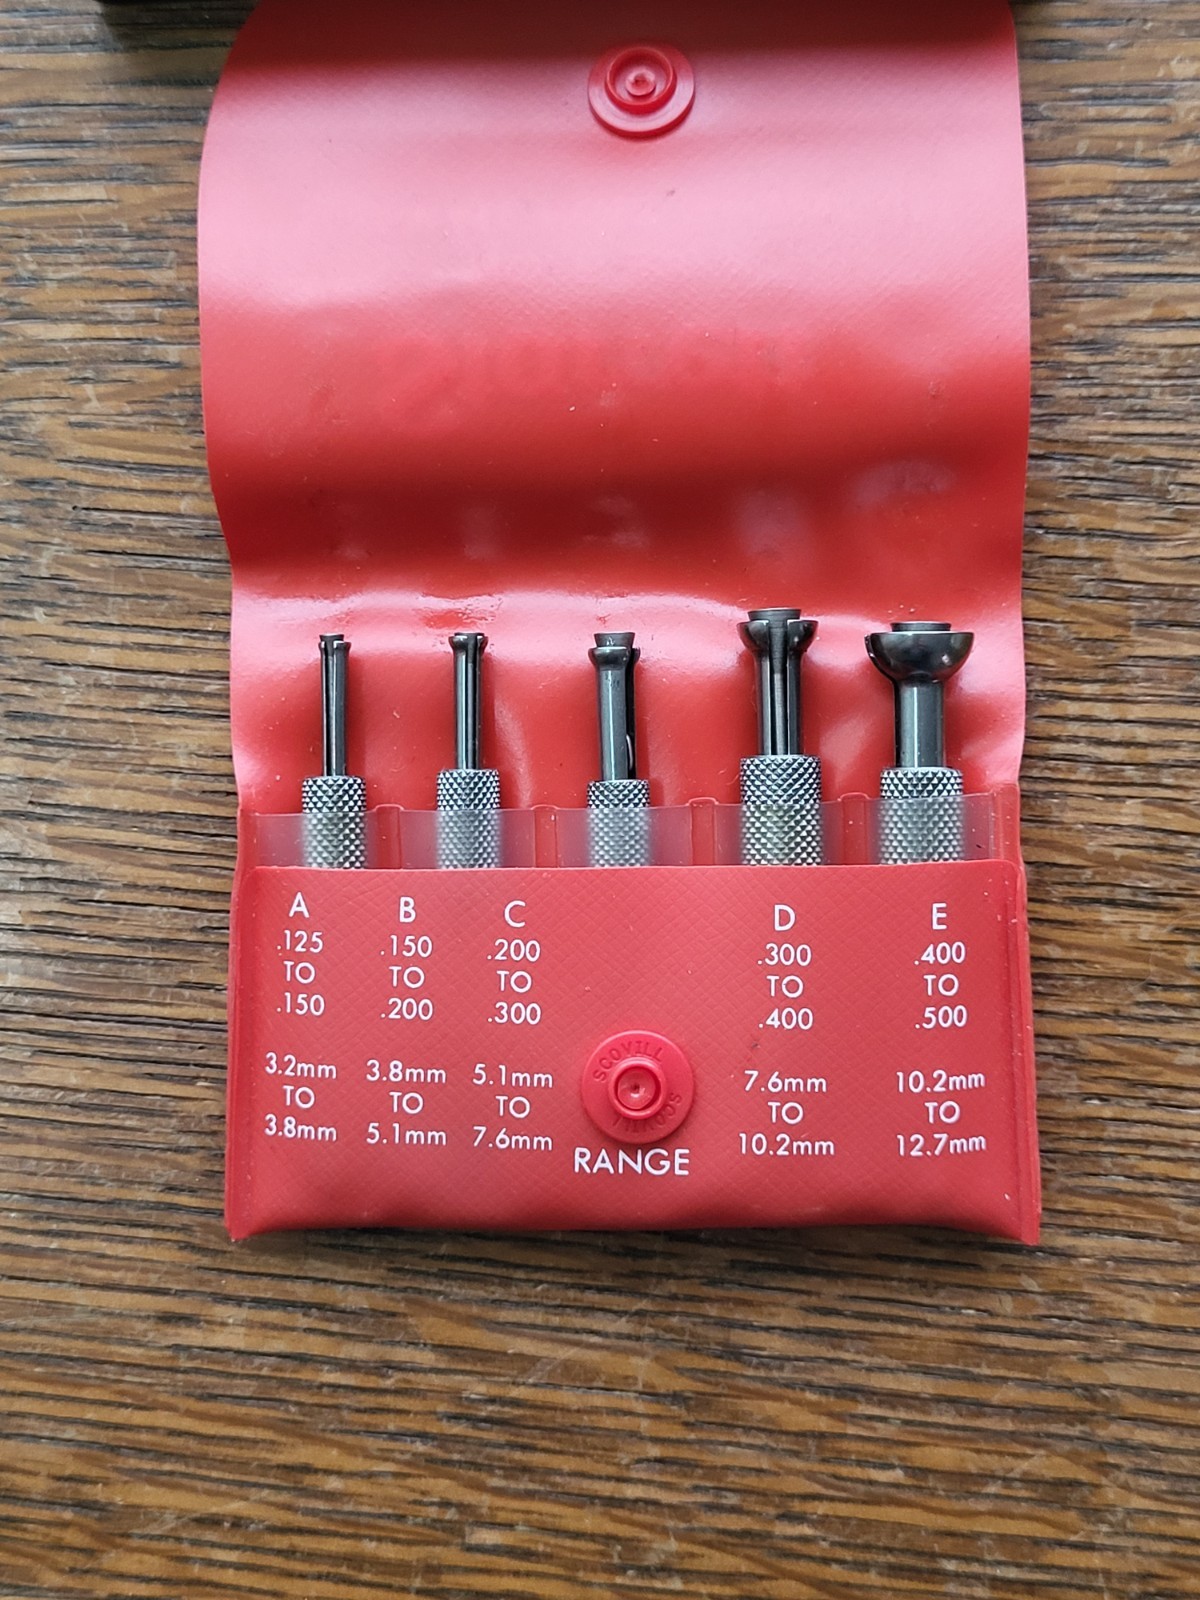 A
.125
TO
.150
3.2mm
TO
3.8mm
B
.150
TO
.200
3.8mm
TO
5.1mm
C
.200
TO
.300
5.1mm
TO
7.6mm
SCOVILL
SCOVILL
RANGE
D
.300
TO
.400
7.6mm
TO
10.2mm
E
.400
TO
.500
10.2mm
TO
12.7mm